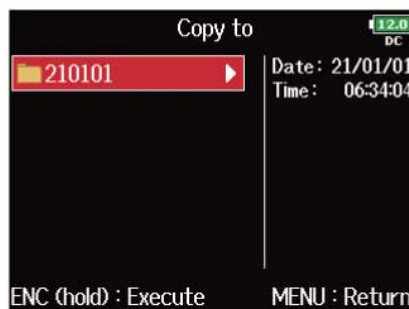 Copy to
12.0
DC
210101
Date: 21/01/01
Time: 06:34:04
ENC (hold) : Execute
MENU : Return